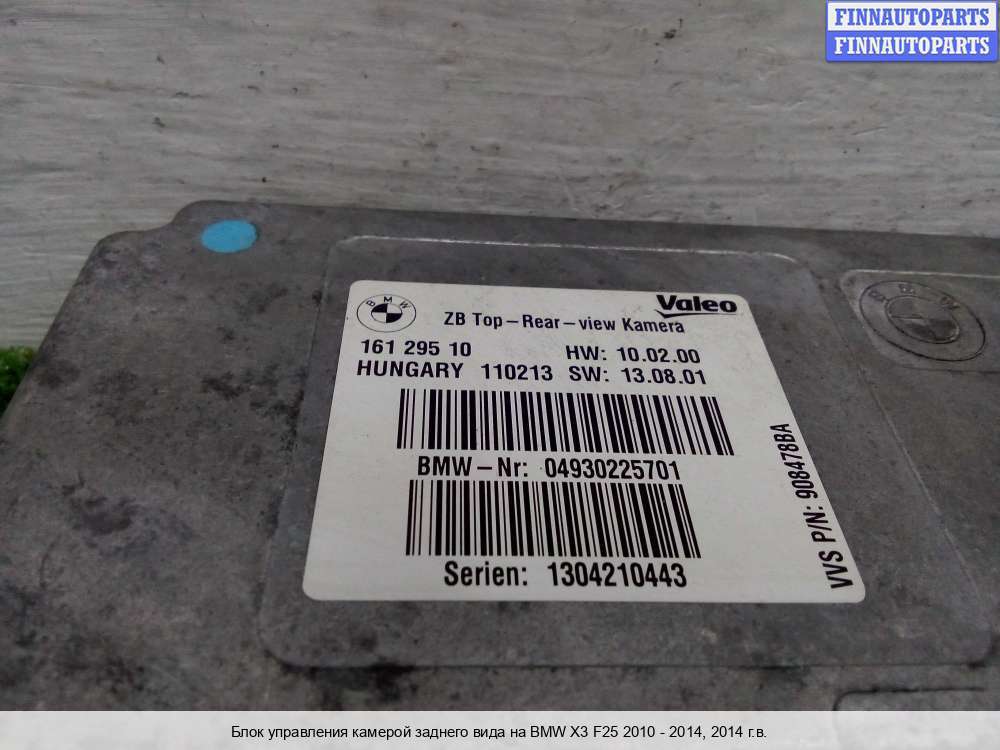 FINNAUTOPARTS
FINNAUTOPARTS
BMW
Valeo
ZB Top-Rear-view Kamera
161 295 10 HW: 10.02.00
HUNGARY 110213 SW: 13.08.01
BMW-Nr: 04930225701
Serien: 1304210443
VVS P/N: 908478BA
BMW
Блок управления камерой заднего вида на BMW X3 F25 2010 - 2014, 2014 г.в.